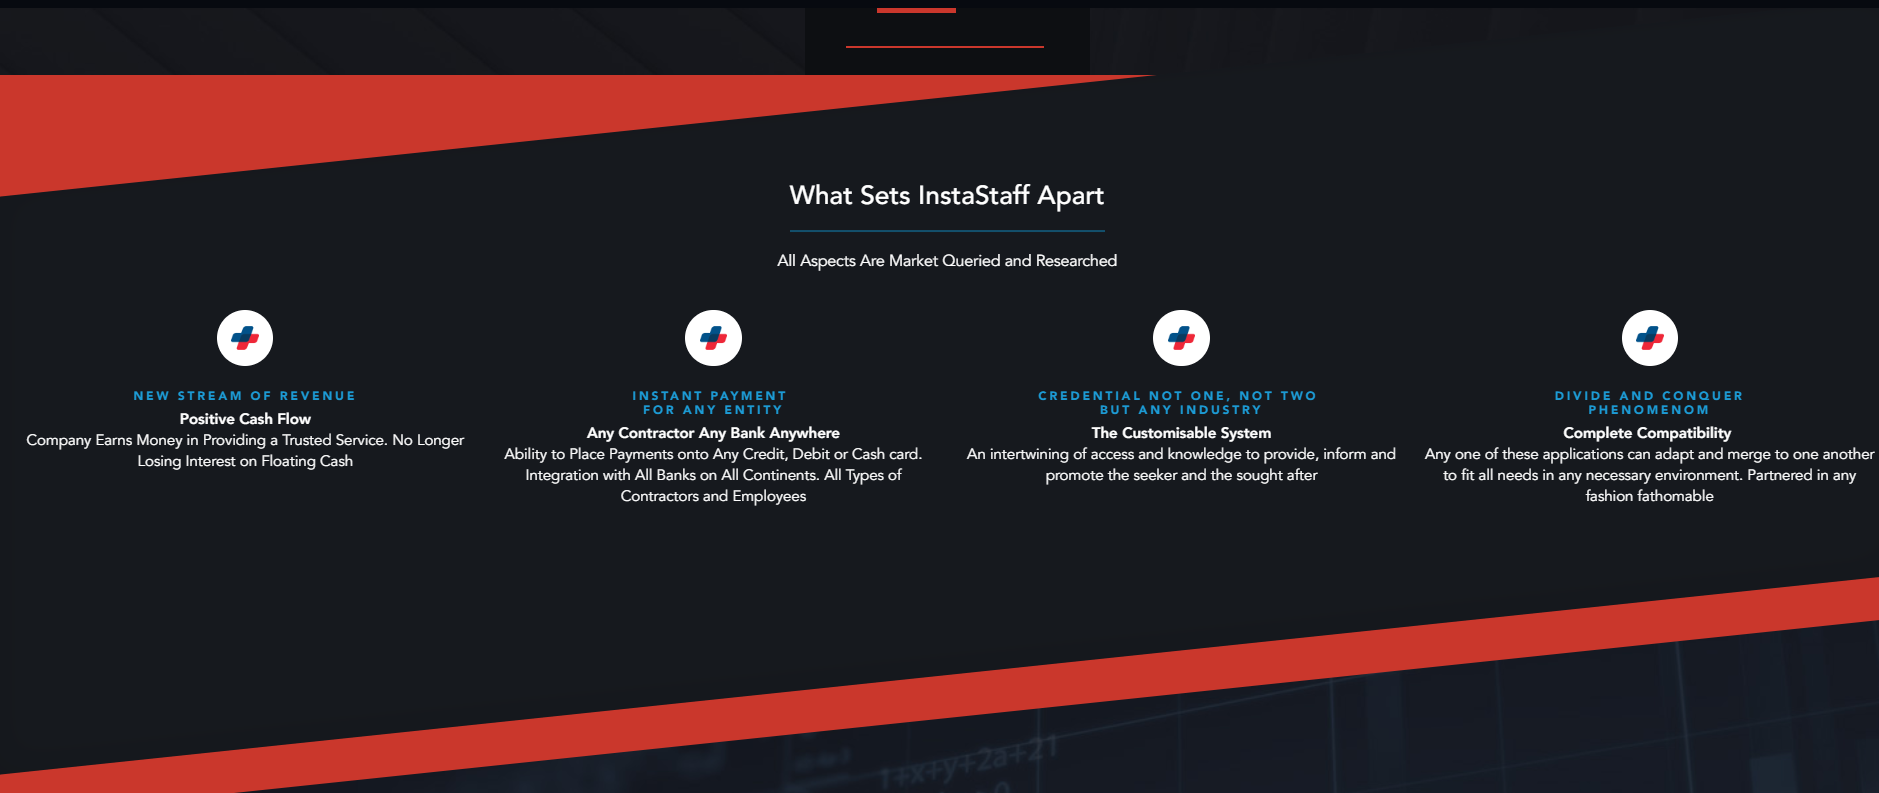 What Sets InstaStaff Apart
All Aspects Are Market Queried and Researched
NEW STREAM OF REVENUE
Positive Cash Flow
Company Earns Money in Providing a Trusted Service. No Longer
Losing Interest on Floating Cash
INSTANT PAYMENT
FOR ANY ENTITY
Any Contractor Any Bank Anywhere
Ability to Place Payments onto Any Credit, Debit or Cash card.
Integration with All Banks on All Continents. All Types of
Contractors and Employees
CREDENTIAL NOT ONE, NOT TWO
BUT ANY INDUSTRY
The Customisable System
An intertwining of access and knowledge to provide, inform and
promote the seeker and the sought after
DIVIDE AND CONQUER
PHENOMENOM
Complete Compatibility
Any one of these applications can adapt and merge to one another
to fit all needs in any necessary environment. Partnered in any
fashion fathomable
1+x+y+2a+21